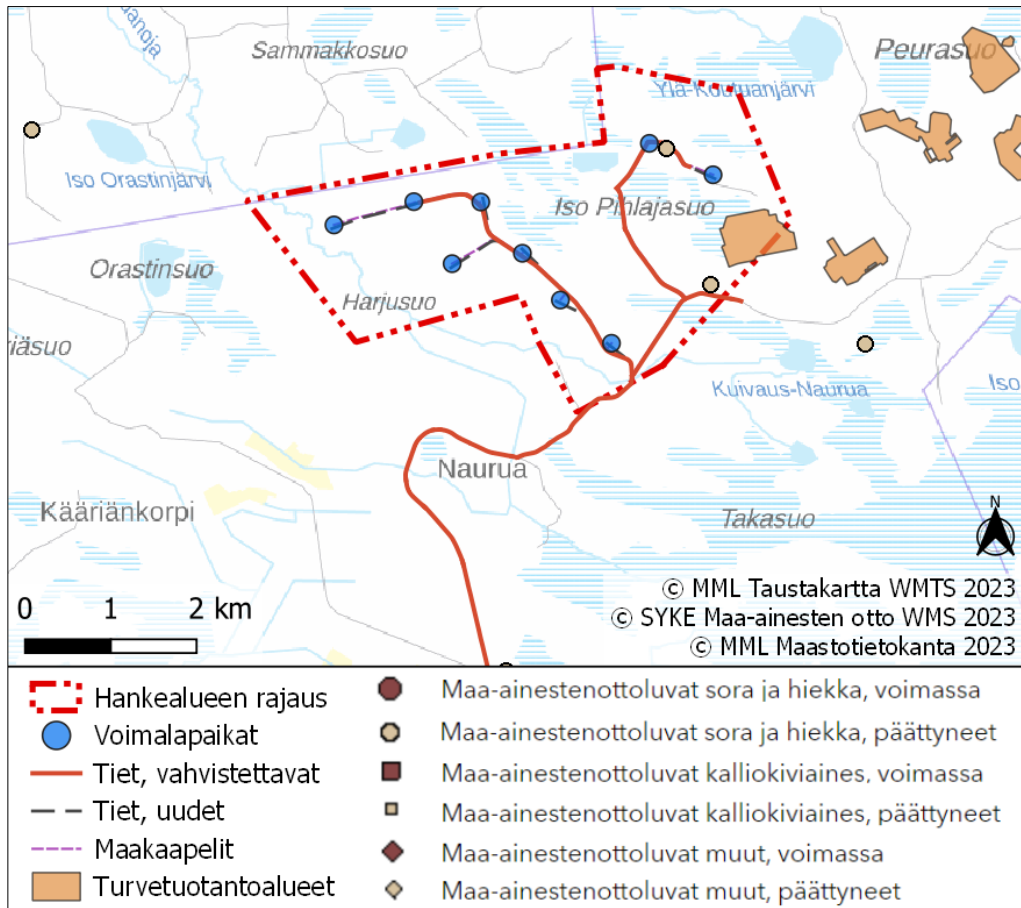 Sammakkosuo
Peurasuo
Ylä-Koutuanjärvi
Iso Orastinjärvi
Iso Pihlajasuo
Orastinsuo
Harjusuo
Kuivaus-Naurua
Iso
Naurua
Kääriänkorpi
Takasuo
N
0 1 2 km
© MML Taustakartta WMTS 2023
© SYKE Maa-ainesten otto WMS 2023
© MML Maastotietokanta 2023
Hankealueen rajaus
Voimalapaikat
Tiet, vahvistettavat
Tiet, uudet
Maakaapelit
Turvetuotantoalueet
Maa-ainestenottoluvat sora ja hiekka, voimassa
Maa-ainestenottoluvat sora ja hiekka, päättyneet
Maa-ainestenottoluvat kalliokiviaines, voimassa
Maa-ainestenottoluvat kalliokiviaines, päättyneet
Maa-ainestenottoluvat muut, voimassa
Maa-ainestenottoluvat muut, päättyneet